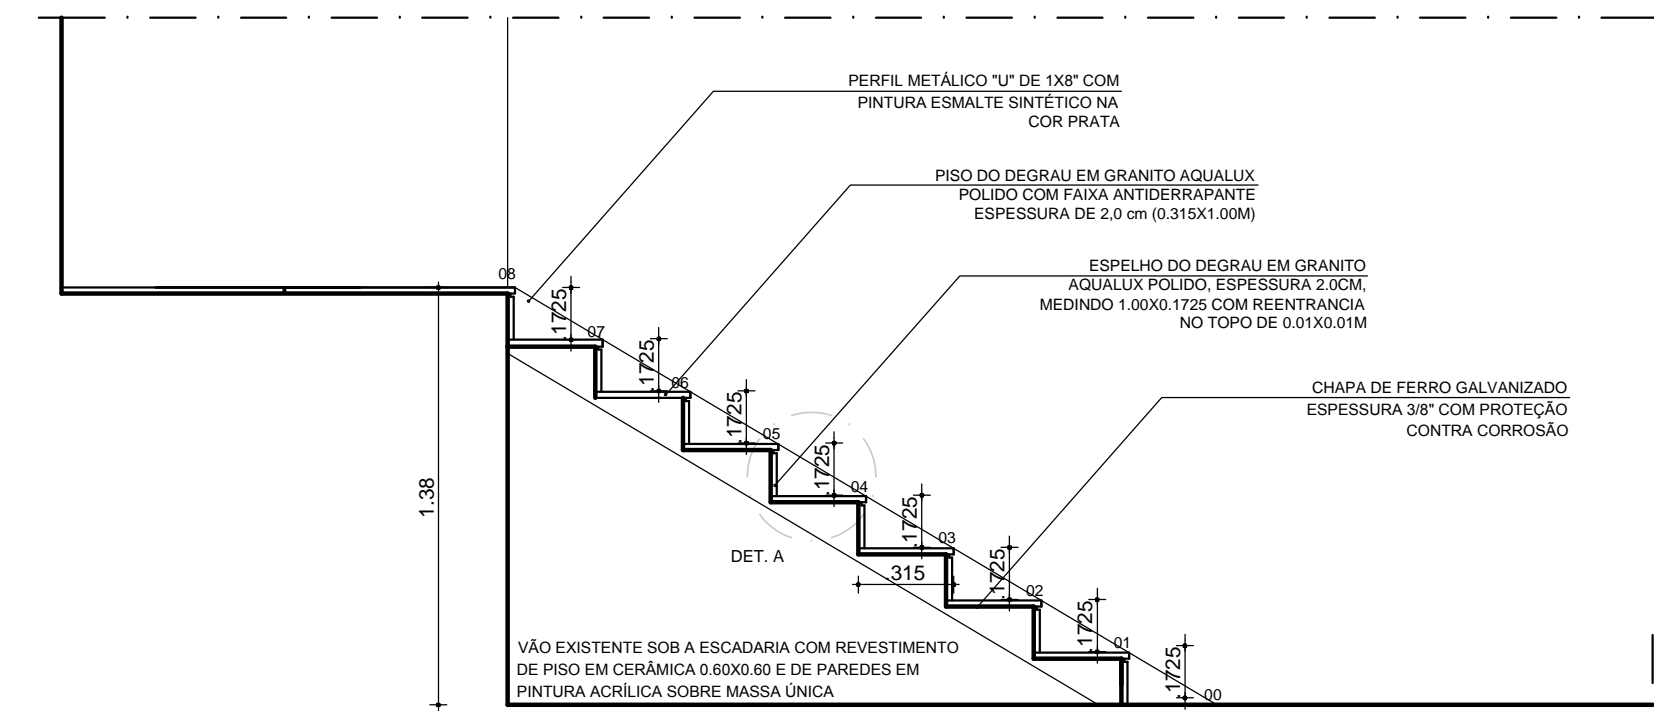 PERFIL METÁLICO "U" DE 1X8" COM
PINTURA ESMALTE SINTÉTICO NA
COR PRATA
PISO DO DEGRAU EM GRANITO AQUALUX
POLIDO COM FAIXA ANTIDERRAPANTE
ESPESSURA DE 2,0 cm (0.315X1.00M)
ESPELHO DO DEGRAU EM GRANITO
AQUALUX POLIDO, ESPESSURA 2.0CM,
MEDINDO 1.00X0.1725 COM REENTRANCIA
NO TOPO DE 0.01X0.01M
08
.1725
07
.1725
06
.1725
05
.1725
04
.1725
03
.1725
02
.1725
01
.1725
00
CHAPA DE FERRO GALVANIZADO
ESPESSURA 3/8" COM PROTEÇÃO
CONTRA CORROSÃO
1.38
DET. A
.315
VÃO EXISTENTE SOB A ESCADARIA COM REVESTIMENTO
DE PISO EM CERÂMICA 0.60X0.60 E DE PAREDES EM
PINTURA ACRÍLICA SOBRE MASSA ÚNICA